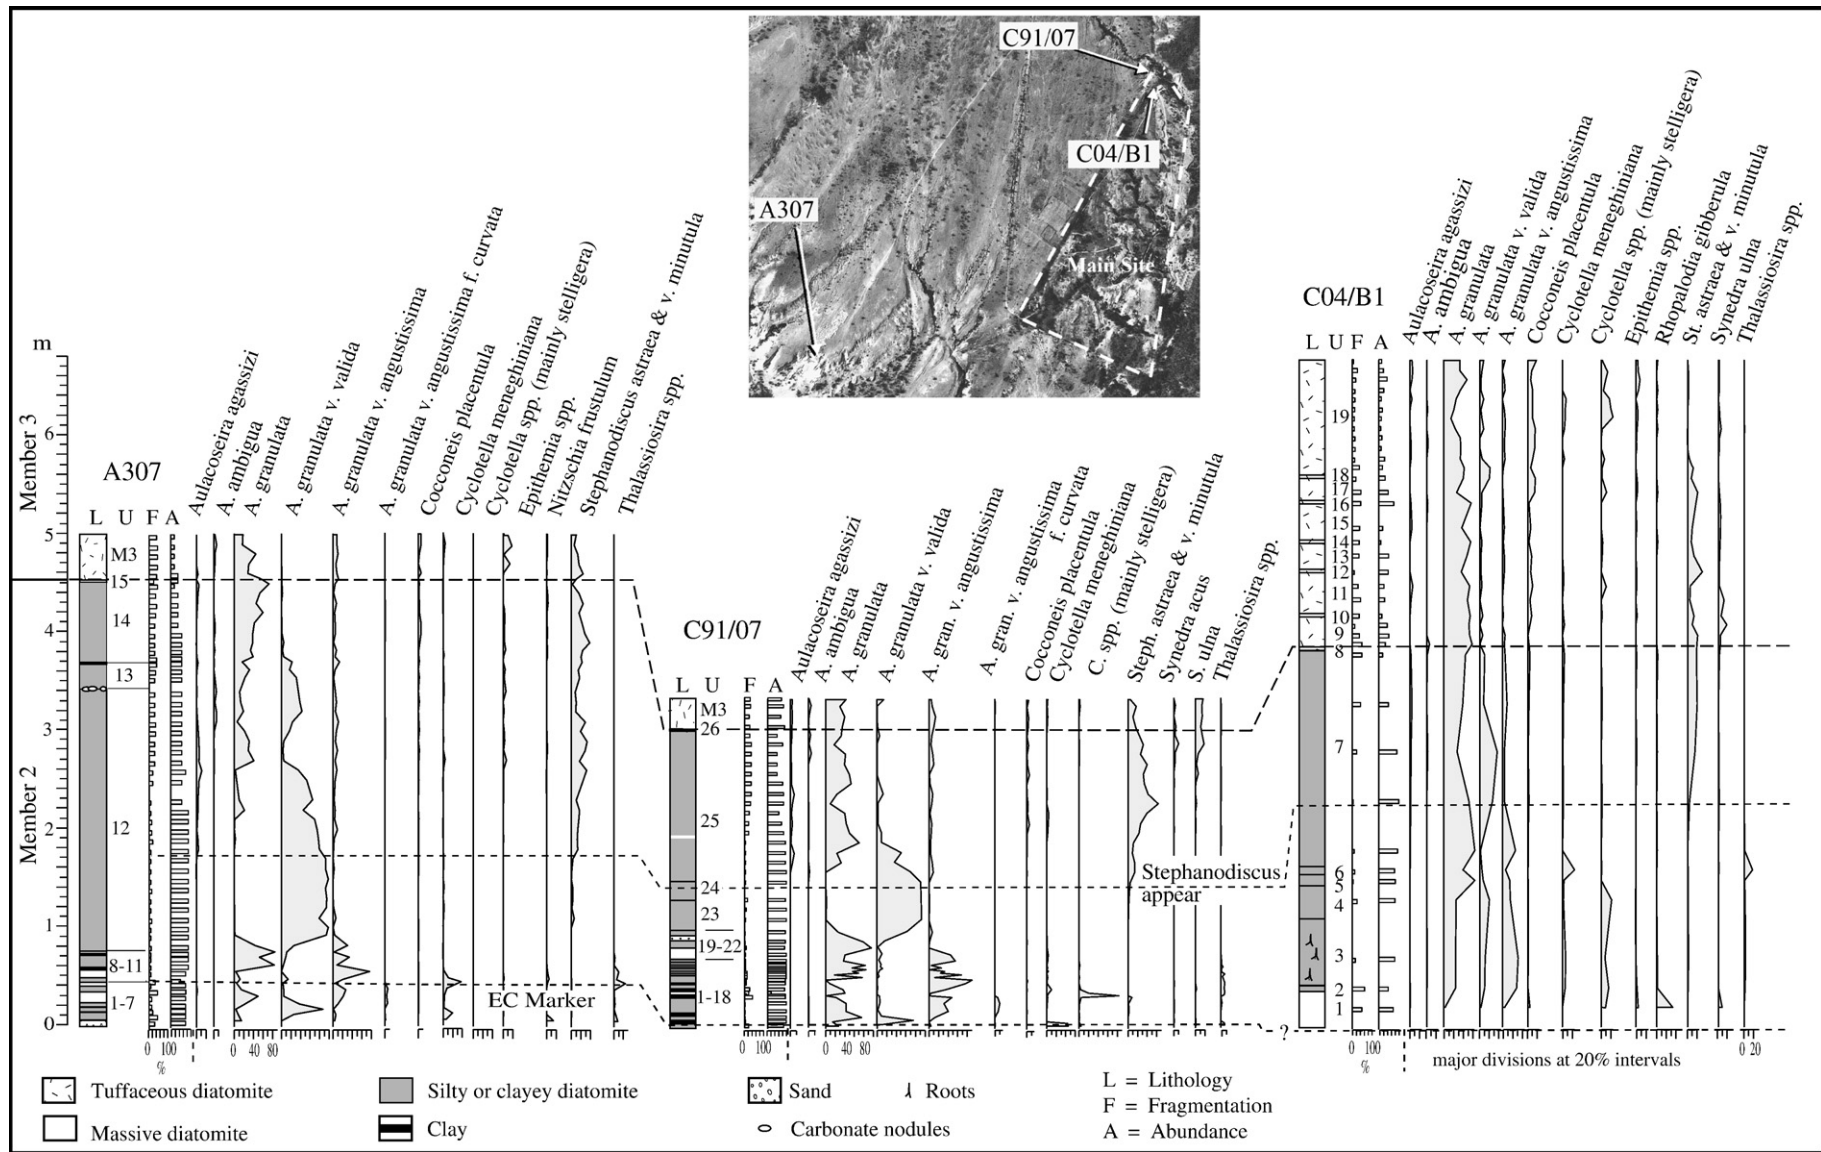 C91/07
C04/B1
A307
Main Site
m
Member 3
Member 2
6
5
4
3
2
1
0
A307
L U F A
Aulacoseira agassizi
A. ambigua
A. granulata
A. granulata v. valida
A. granulata v. angustissima
A. granulata v. angustissima f. curvata
Cocconeis placentula
Cyclotella meneghiniana
Cyclotella spp. (mainly stelligera)
Epithemia spp.
Nitzschia frustulum
Stephanodiscus astraea & v. minutula
Thalassiosira spp.
M3
15
14
13
12
8-11
1-7
0 100
%
0 40 80
EC Marker
C91/07
L U F A
Aulacoseira agassizi
A. ambigua
A. granulata
A. granulata v. valida
A. gran. v. angustissima
A. gran. v. angustissima
f. curvata
Cocconeis placentula
Cyclotella meneghiniana
C. spp. (mainly stelligera)
Steph. astraea & v. minutula
Synedra acus
S. ulna
Thalassiosira spp.
M3
26
25
24
23
19-22
1-18
0 100
%
0 40 80
Stephanodiscus
appear
C04/B1
L U F A
Aulacoseira agassizi
A. ambigua
A. granulata
A. granulata v. valida
A. granulata v. angustissima
Cocconeis placentula
Cyclotella meneghiniana
Cyclotella spp. (mainly stelligera)
Epithemia spp.
Rhopalodia gibberula
St. astraea & v. minutula
Synedra ulna
Thalassiosira spp.
19
18
17
16
15
14
13
12
11
10
9
8
7
6
5
4
3
2
1
?
0 100
%
major divisions at 20% intervals
0 20
Tuffaceous diatomite
Silty or clayey diatomite
Sand
Roots
L = Lithology
F = Fragmentation
Massive diatomite
Clay
Carbonate nodules
A = Abundance